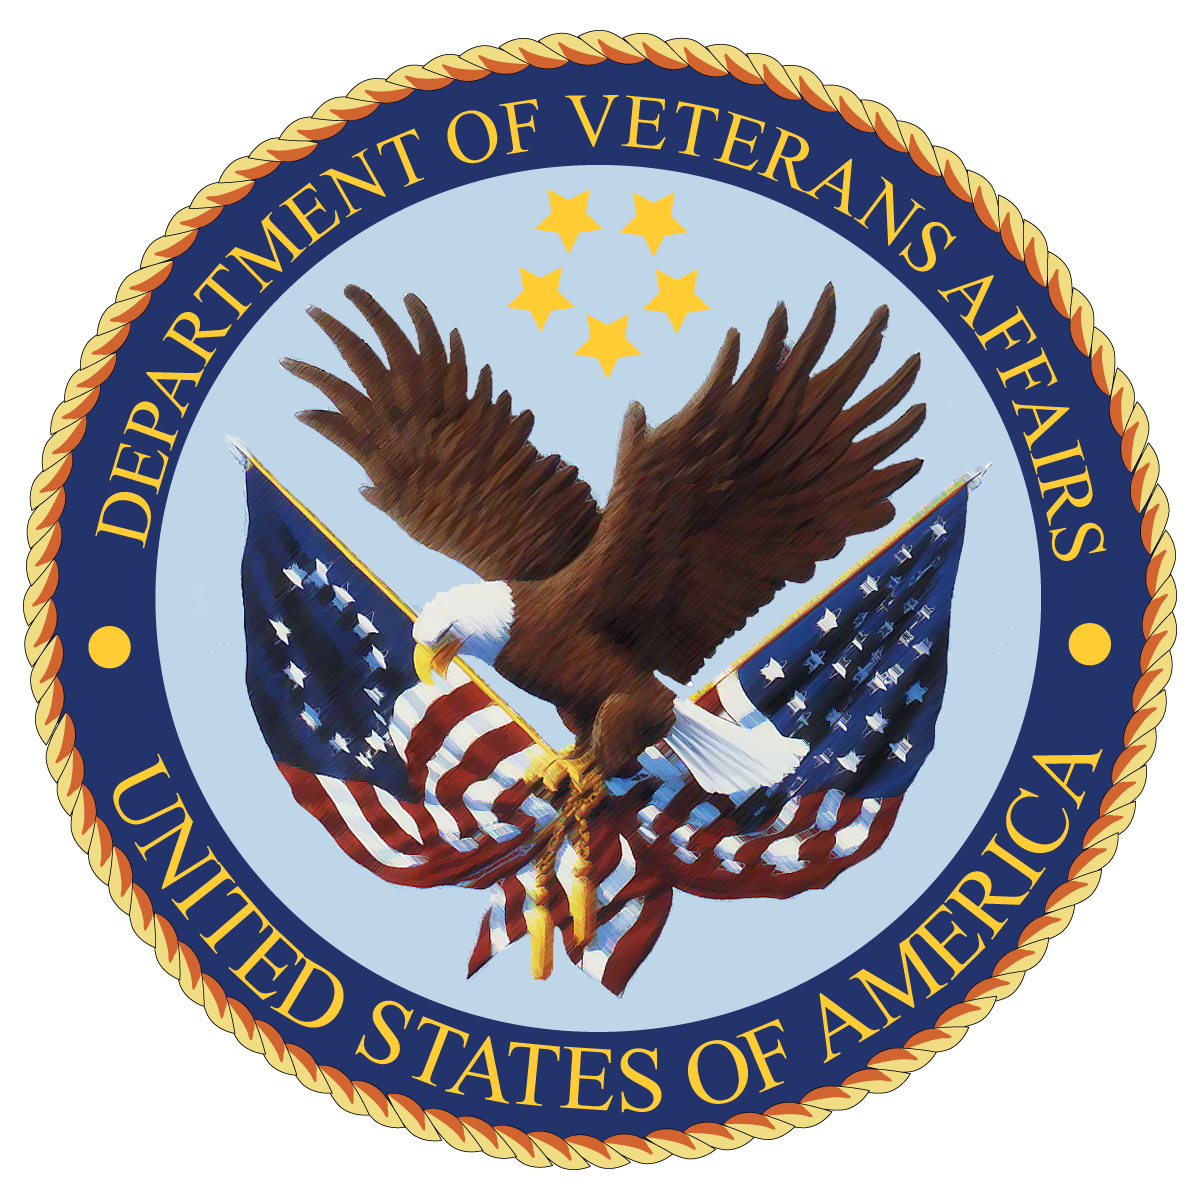 DEPARTMENT OF VETERANS AFFAIRS
UNITED STATES OF AMERICA